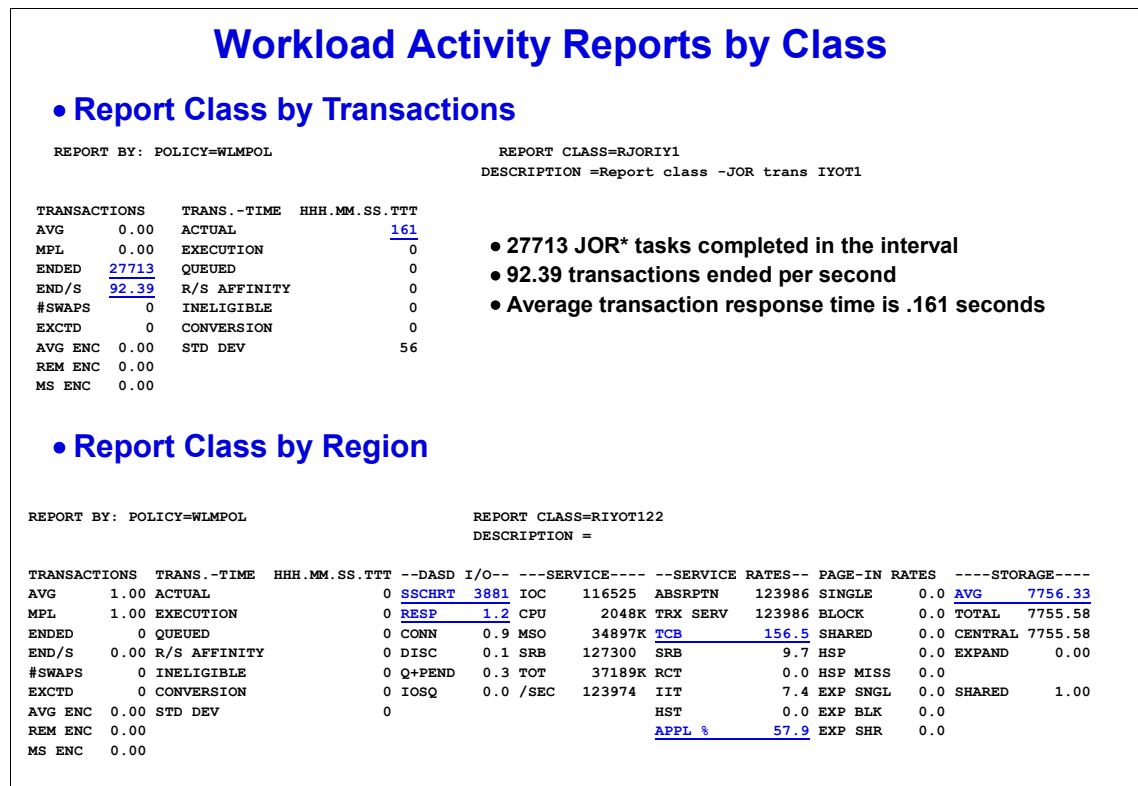 Workload Activity Reports by Class
● Report Class by Transactions
REPORT BY: POLICY=WLMPOL REPORT CLASS=RJORIY1
DESCRIPTION =Report class -JOR trans IYOT1
TRANSACTIONS TRANS.-TIME HHH.MM.SS.TTT
AVG 0.00 ACTUAL 161
MPL 0.00 EXECUTION 0
ENDED 27713 QUEUED 0
END/S 92.39 R/S AFFINITY 0
#SWAPS 0 INELIGIBLE 0
EXCTD 0 CONVERSION 0
AVG ENC 0.00 STD DEV 56
REM ENC 0.00
MS ENC 0.00
● 27713 JOR* tasks completed in the interval
● 92.39 transactions ended per second
● Average transaction response time is .161 seconds
● Report Class by Region
REPORT BY: POLICY=WLMPOL REPORT CLASS=RIYOT122
DESCRIPTION =
TRANSACTIONS TRANS.-TIME HHH.MM.SS.TTT --DASD I/O-- ---SERVICE---- --SERVICE RATES-- PAGE-IN RATES ----STORAGE----
AVG 1.00 ACTUAL 0 SSCHRT 3881 IOC 116525 ABSRPTN 123986 SINGLE 0.0 AVG 7756.33
MPL 1.00 EXECUTION 0 RESP 1.2 CPU 2048K TRX SERV 123986 BLOCK 0.0 TOTAL 7755.58
ENDED 0 QUEUED 0 CONN 0.9 MSO 34897K TCB 156.5 SHARED 0.0 CENTRAL 7755.58
END/S 0.00 R/S AFFINITY 0 DISC 0.1 SRB 127300 SRB 9.7 HSP 0.0 EXPAND 0.00
#SWAPS 0 INELIGIBLE 0 Q+PEND 0.3 TOT 37189K RCT 0.0 HSP MISS 0.0
EXCTD 0 CONVERSION 0 IOSQ 0.0 /SEC 123974 IIT 7.4 EXP SNGL 0.0 SHARED 1.00
AVG ENC 0.00 STD DEV 0 HST 0.0 EXP BLK 0.0
REM ENC 0.00 APPL % 57.9 EXP SHR 0.0
MS ENC 0.00